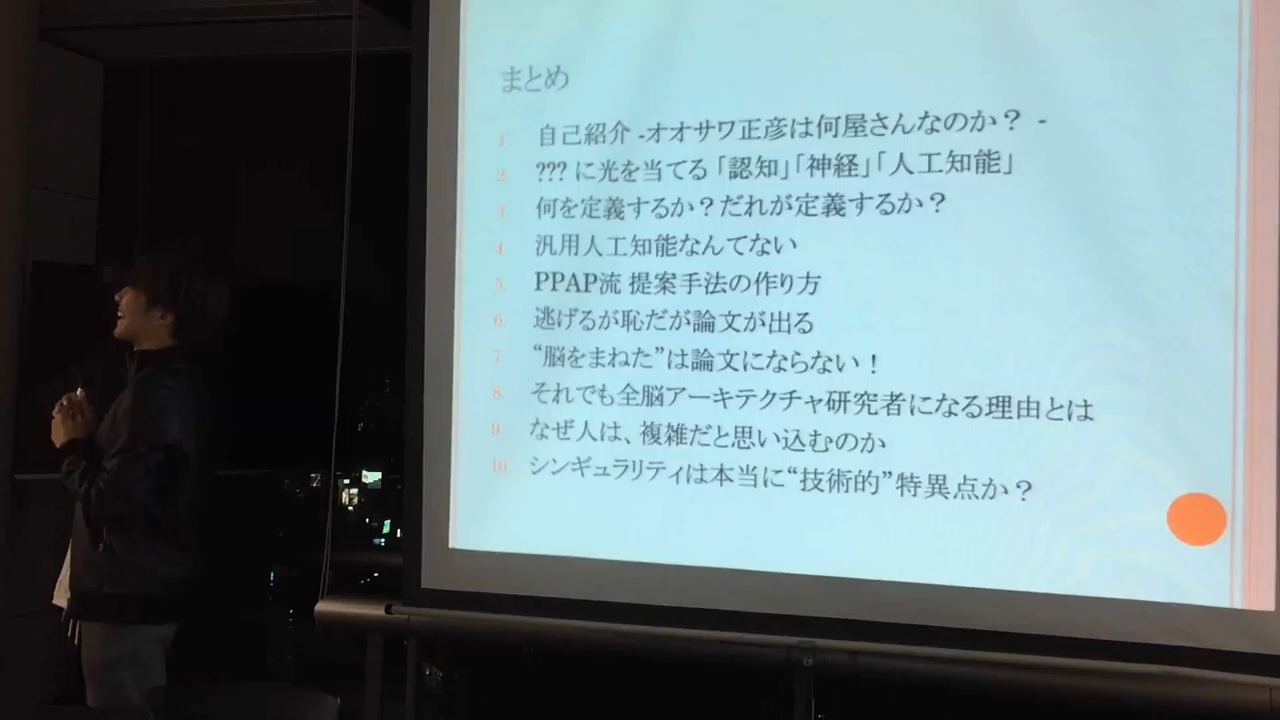 まとめ
1. 自己紹介 -オオサワ正彦は何屋さんなのか? -
2. ??? に光を当てる「認知」「神経」「人工知能」
3. 何を定義するか?だれが定義するか?
4. 汎用人工知能なんてない
5. PPAP流 提案手法の作り方
6. 逃げるが恥だが論文が出る
7. “脳をまねた”は論文にならない!
8. それでも全脳アーキテクチャ研究者になる理由とは
9. なぜ人は、複雑だと思い込むのか
10. シンギュラリティは本当に“技術的”特異点か?